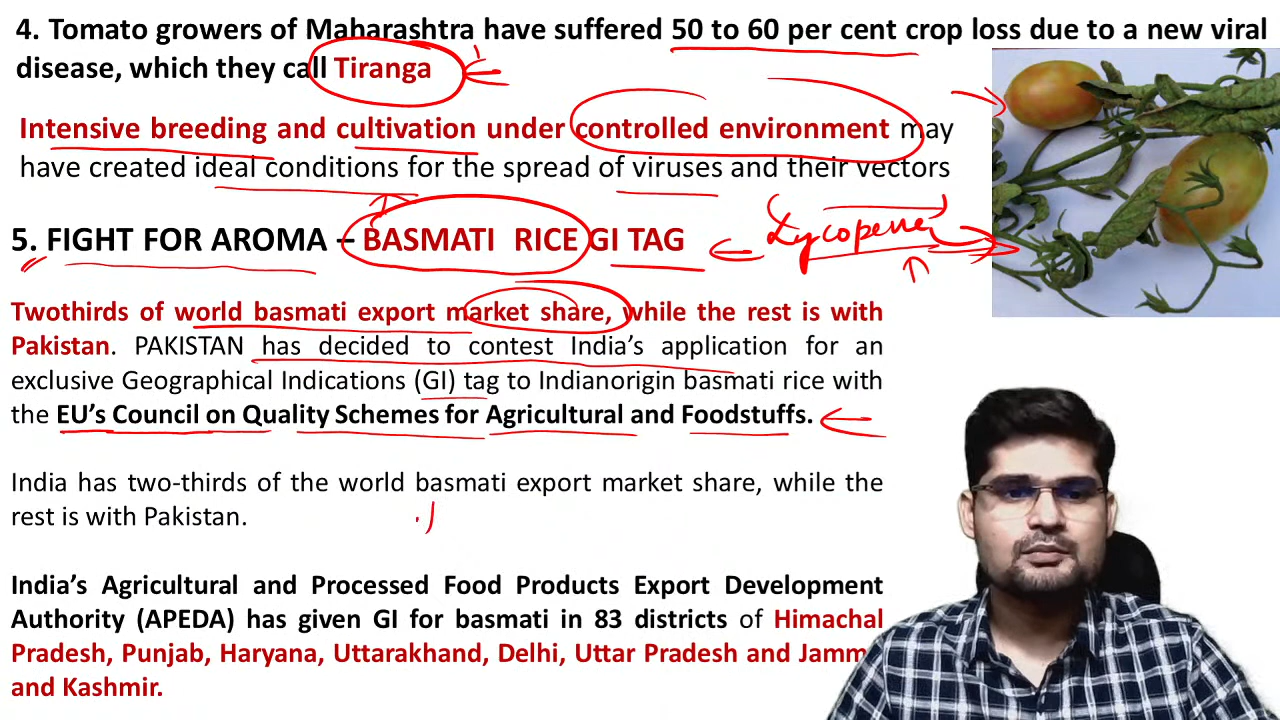 4. Tomato growers of Maharashtra have suffered 50 to 60 per cent crop loss due to a new viral
disease, which they call Tiranga
Intensive breeding and cultivation under controlled environment may
have created ideal conditions for the spread of viruses and their vectors
Lycopene
5. FIGHT FOR AROMA – BASMATI RICE GI TAG
Twothirds of world basmati export market share, while the rest is with
Pakistan. PAKISTAN has decided to contest India's application for an
exclusive Geographical Indications (GI) tag to Indianorigin basmati rice with
the EU's Council on Quality Schemes for Agricultural and Foodstuffs.
India has two-thirds of the world basmati export market share, while the
rest is with Pakistan.
India's Agricultural and Processed Food Products Export Development
Authority (APEDA) has given GI for basmati in 83 districts of Himachal
Pradesh, Punjab, Haryana, Uttarakhand, Delhi, Uttar Pradesh and Jamm
and Kashmir.